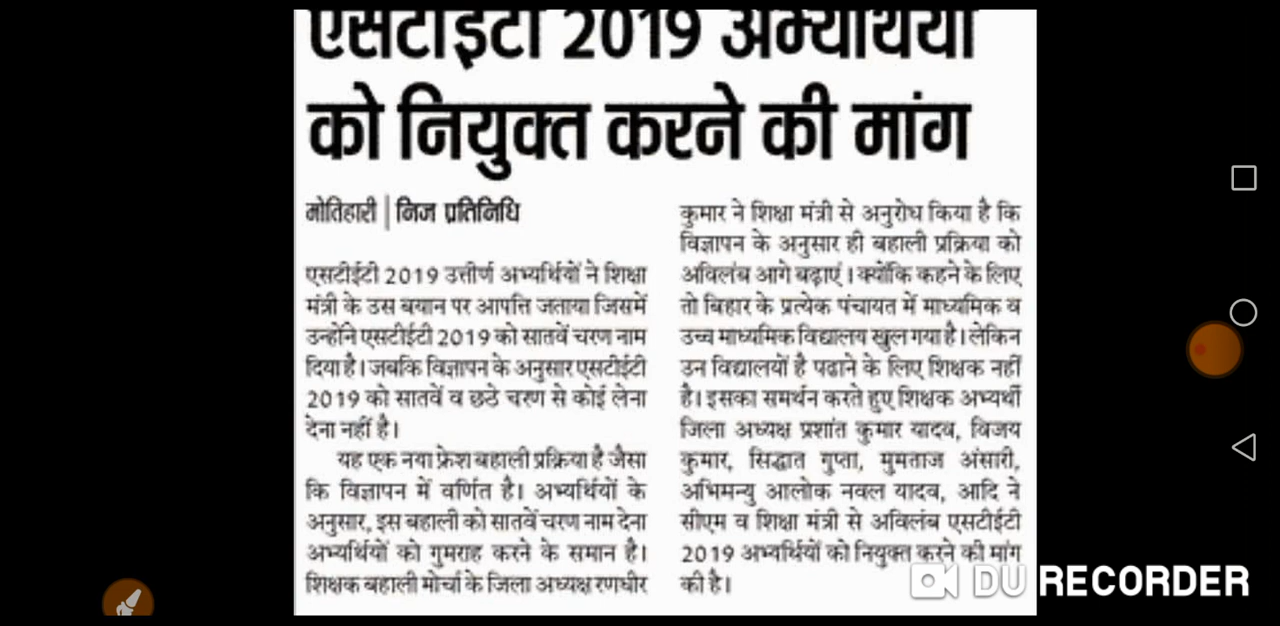 एसटीईटी 2019 अभ्यर्थियों
को नियुक्त करने की मांग
मोतिहारी | निज प्रतिनिधि
एसटीईटी 2019 उत्तीर्ण अभ्यर्थियों ने शिक्षा
मंत्री के उस बयान पर आपत्ति जताया जिसमें
उन्होंने एसटीईटी 2019 को सातवें चरण नाम
दिया है। जबकि विज्ञापन के अनुसार एसटीईटी
2019 को सातवें व छठे चरण से कोई लेना
देना नहीं है।
यह एक नया फ्रेश बहाली प्रक्रिया है जैसा
कि विज्ञापन में वर्णित है। अभ्यर्थियों के
अनुसार, इस बहाली को सातवें चरण नाम देना
अभ्यर्थियों को गुमराह करने के समान है।
शिक्षक बहाली मोर्चा के जिला अध्यक्ष रणधीर
कुमार ने शिक्षा मंत्री से अनुरोध किया है कि
विज्ञापन के अनुसार ही बहाली प्रक्रिया को
अविलंब आगे बढ़ाएं। क्योंकि कहने के लिए
तो बिहार के प्रत्येक पंचायत में माध्यमिक व
उच्च माध्यमिक विद्यालय खुल गया है। लेकिन
उन विद्यालयों है पढाने के लिए शिक्षक नहीं
है। इसका समर्थन करते हुए शिक्षक अभ्यर्थी
जिला अध्यक्ष प्रशांत कुमार यादव, विजय
कुमार, सिद्धात गुप्ता, मुमताज अंसारी,
अभिमन्यु आलोक नवल यादव, आदि ने
सीएम व शिक्षा मंत्री से अविलंब एसटीईटी
2019 अभ्यर्थियों को नियुक्त करने की मांग
की है।
DU RECORDER